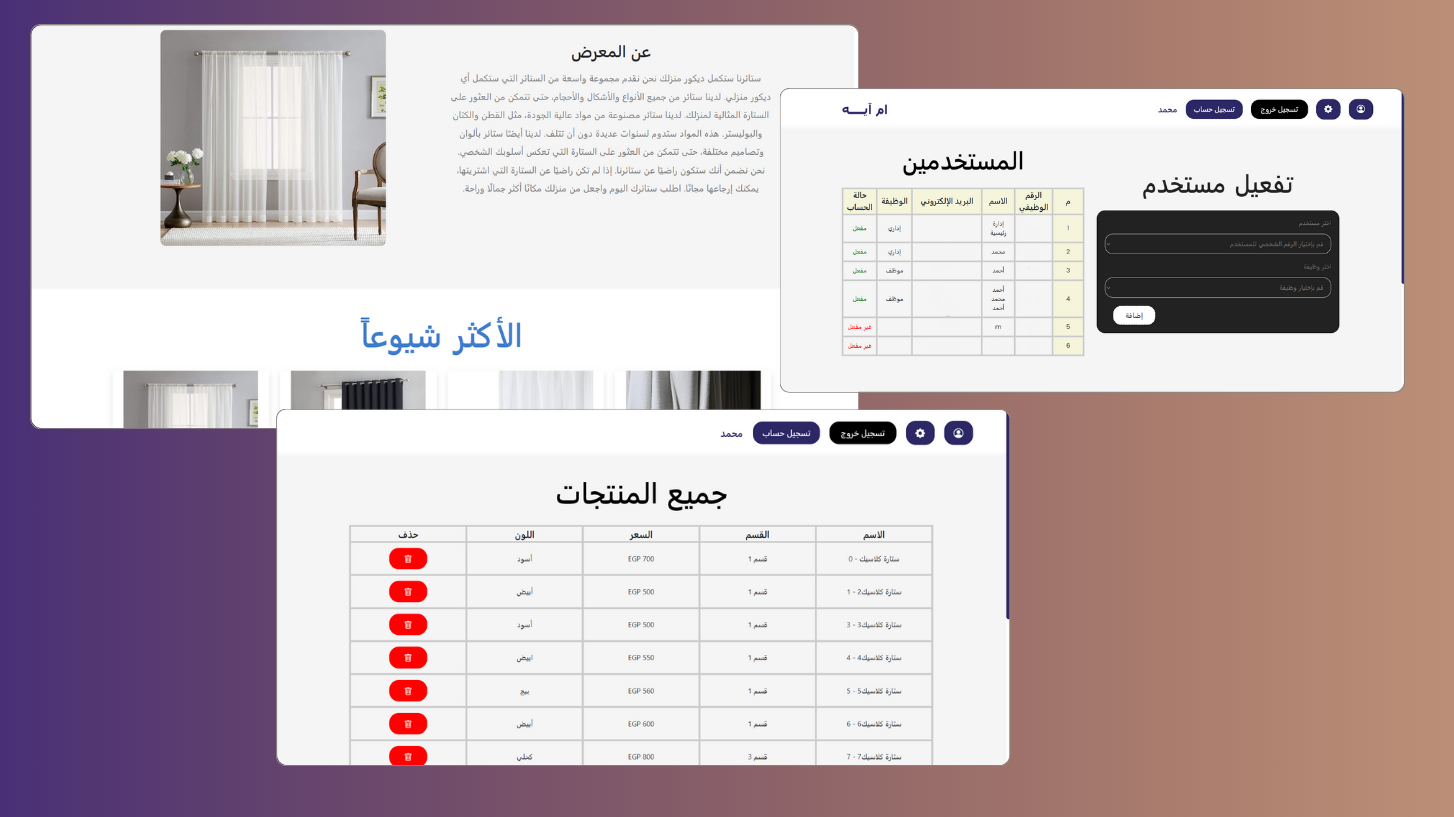 عن المعرض
ستائرنا ستكمل ديكور منزلك نحن نقدم مجموعة واسعة من الستائر التي ستكمل أي
ديكور منزلي. لدينا ستائر من جميع الأنواع والأشكال والأحجام، حتى تتمكن من العثور على
الستارة المثالية لمنزلك. لدينا ستائر مصنوعة من مواد عالية الجودة، مثل القطن والكتان
والبوليستر. هذه المواد ستدوم لسنوات عديدة دون أن تتلف. لدينا أيضًا ستائر بألوان
وتصاميم مختلفة، حتى تتمكن من العثور على الستارة التي تعكس أسلوبك الشخصي.
نحن نضمن أنك ستكون راضيًا عن ستائرنا. إذا لم تكن راضيًا عن الستارة التي اشتريتها،
يمكنك إرجاعها مجانًا. اطلب ستائرك اليوم واجعل من منزلك مكانًا أكثر جمالًا وراحة.
الأكثر شيوعاً
تسجيل خروج تسجيل حساب محمد
ام آيـــه
تفعيل مستخدم
اختر مستخدم
قم بإختيار الرقم الشخصي للمستخدم
اختر وظيفة
قم بإختيار وظيفة
إضافة
المستخدمين
م الرقم الوظيفي الاسم البريد الإلكتروني الوظيفة حالة الحساب
1 إدارة رئيسية إداري مفعل
2 محمد إداري مفعل
3 أحمد موظف مفعل
4 أحمد محمد أحمد موظف مفعل
5 m غير مفعل
6 غير مفعل
تسجيل خروج تسجيل حساب محمد
جميع المنتجات
الاسم القسم السعر اللون حذف
ستارة كلاسيك - 0 قسم 1 EGP 700 أسود
ستارة كلاسيك2 - 1 قسم 1 EGP 500 أبيض
ستارة كلاسيك3 - 3 قسم 1 EGP 500 أسود
ستارة كلاسيك4 - 4 قسم 1 EGP 550 ابيض
ستارة كلاسيك5 - 5 قسم 1 EGP 560 بيج
ستارة كلاسيك6 - 6 قسم 1 EGP 600 أبيض
ستارة كلاسيك7 - 7 قسم 3 EGP 800 كحلي